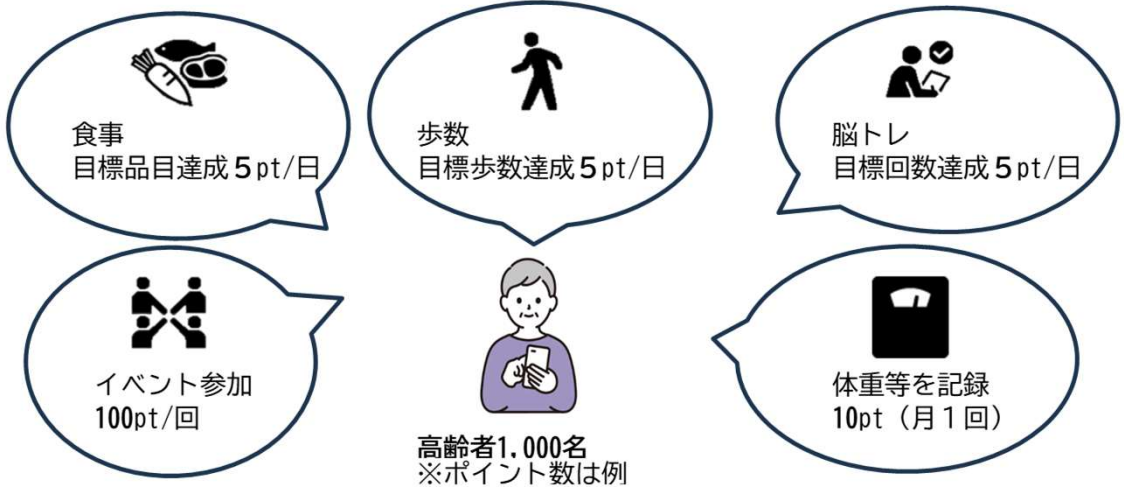 食事
目標品目達成５pt/日
歩数
目標歩数達成５pt/日
脳トレ
目標回数達成５pt/日
イベント参加
100pt/回
体重等を記録
10pt（月１回）
高齢者1,000名
※ポイント数は例